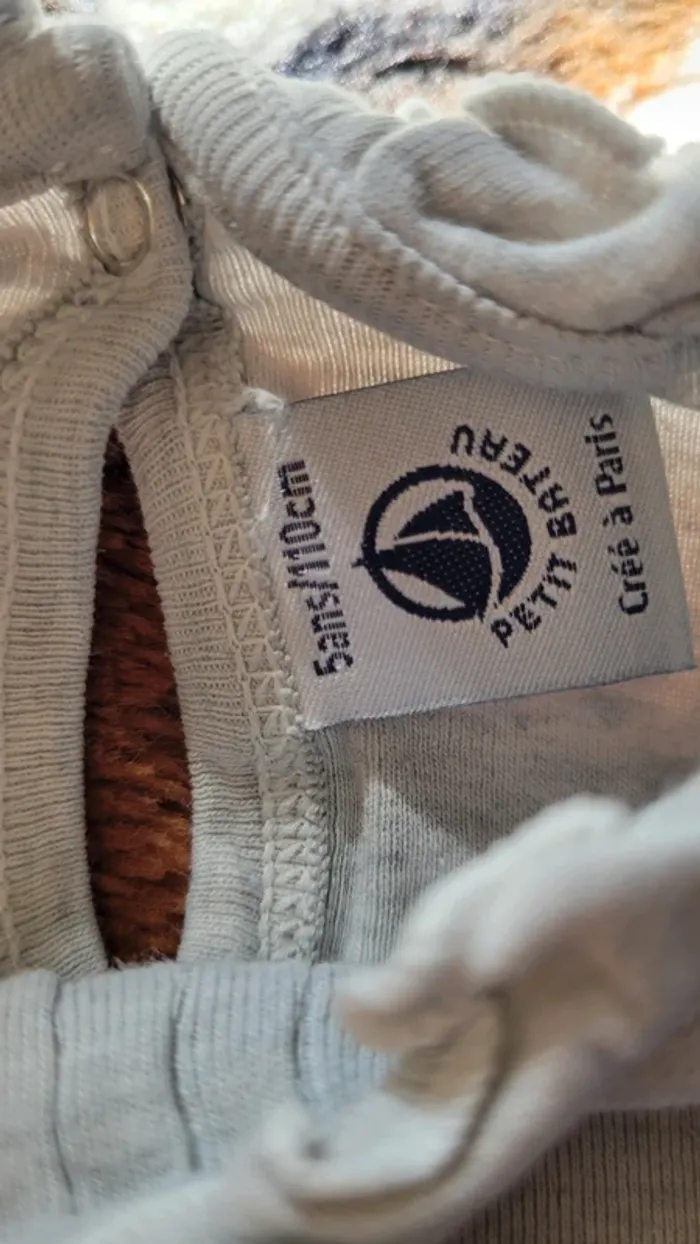 5ans/110cm
PETIT BATEAU
Créé à Paris